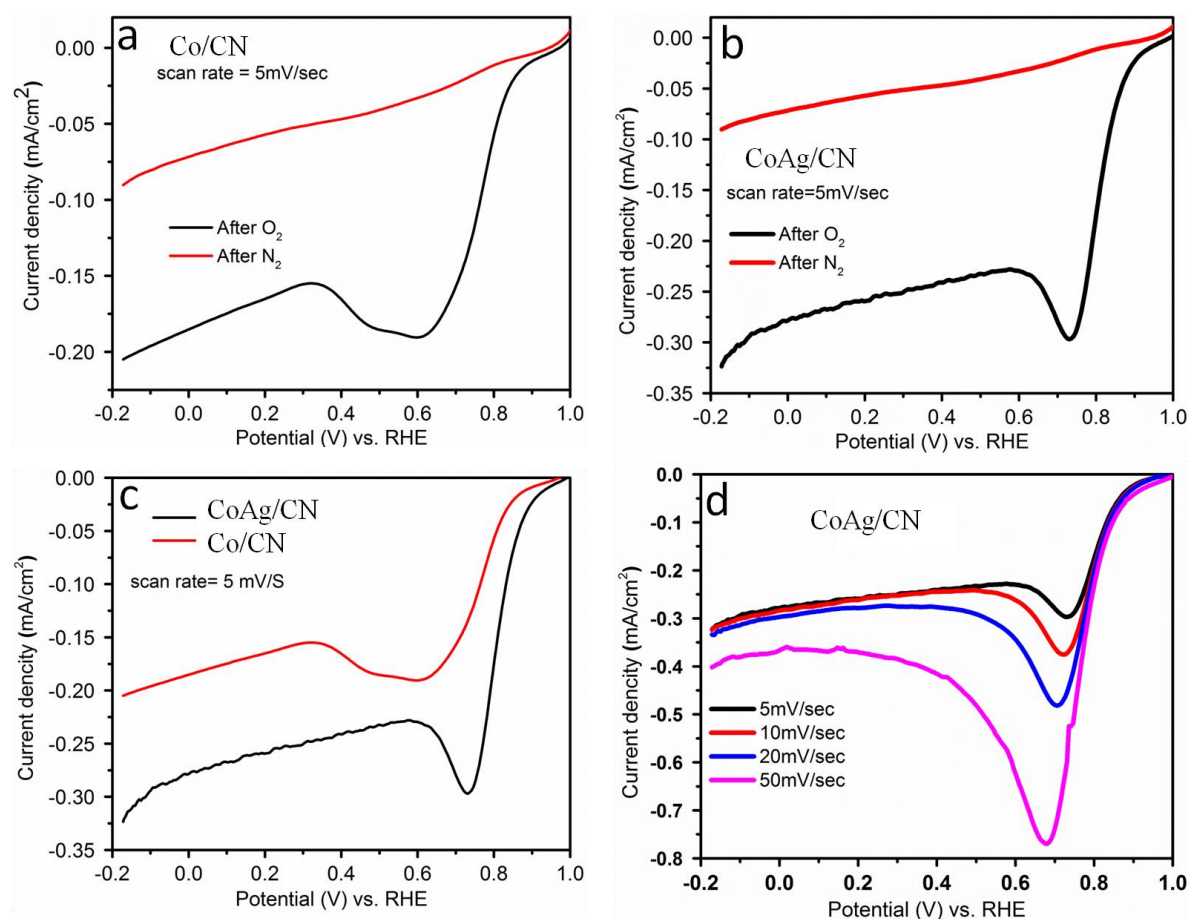 a
Co/CN
scan rate = 5mV/sec
After O₂
After N₂
Current dencity (mA/cm²)
0.00
-0.05
-0.10
-0.15
-0.20
-0.2 0.0 0.2 0.4 0.6 0.8 1.0
Potential (V) vs. RHE
b
CoAg/CN
scan rate=5mV/sec
After O₂
After N₂
Current dencity (mA/cm²)
0.00
-0.05
-0.10
-0.15
-0.20
-0.25
-0.30
-0.35
-0.2 0.0 0.2 0.4 0.6 0.8 1.0
Potential (V) vs. RHE
c
CoAg/CN
Co/CN
scan rate= 5 mV/S
Current dencity (mA/cm²)
0.00
-0.05
-0.10
-0.15
-0.20
-0.25
-0.30
-0.35
-0.2 0.0 0.2 0.4 0.6 0.8 1.0
Potential (V) vs. RHE
d
CoAg/CN
5mV/sec
10mV/sec
20mV/sec
50mV/sec
Current dencity (mA/cm²)
0.0
-0.1
-0.2
-0.3
-0.4
-0.5
-0.6
-0.7
-0.8
-0.2 0.0 0.2 0.4 0.6 0.8 1.0
Potential (V) vs. RHE